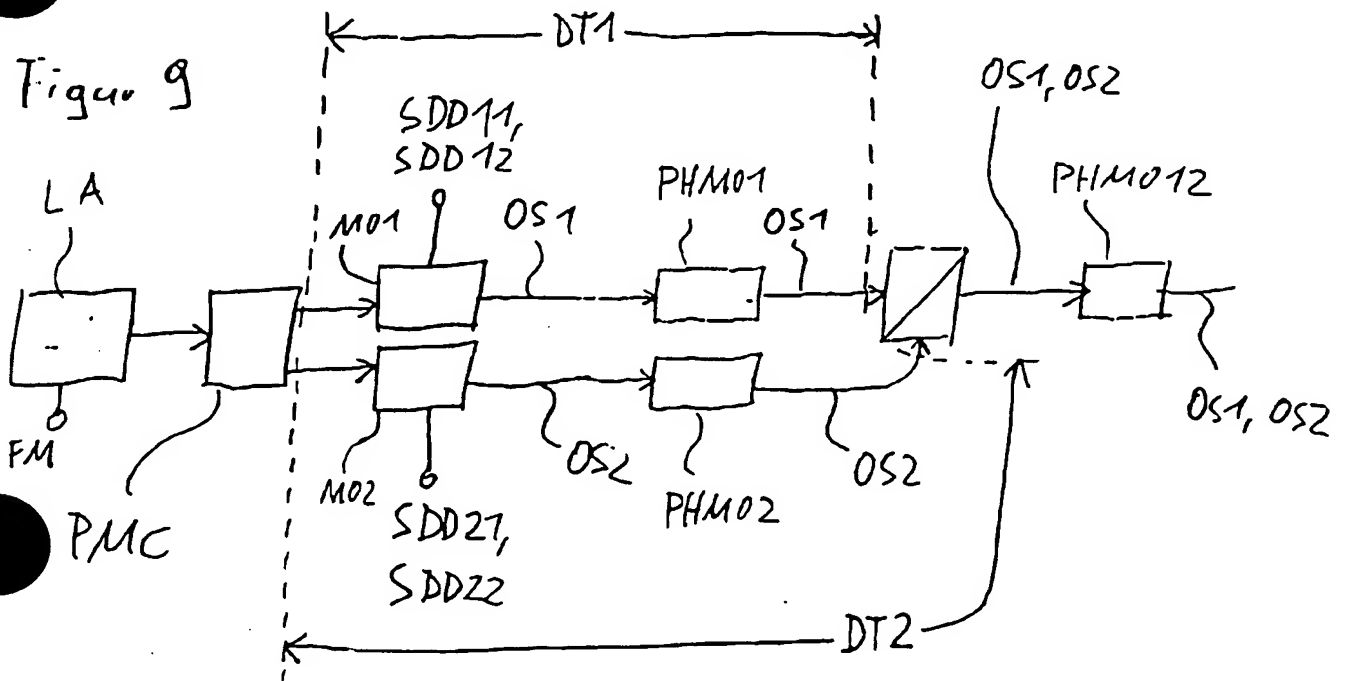 Figur 9
DT1
OS1, OS2
SDD11,
SDD12
LA
MO1
OS1
PHMO1
OS1
PHMO12
FM
PMC
MO2
SDD21,
SDD22
OS2
PHMO2
OS2
OS1, OS2
DT2